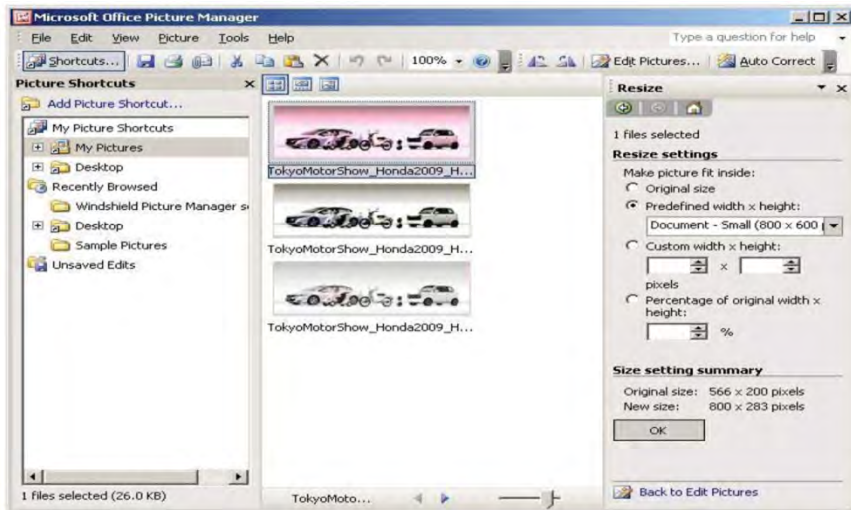 Microsoft Office Picture Manager
File Edit View Picture Tools Help
Type a question for help
Shortcuts...
100%
Edit Pictures...
Auto Correct
Picture Shortcuts
Add Picture Shortcut...
My Picture Shortcuts
My Pictures
Desktop
Recently Browsed
Windshield Picture Manager
Desktop
Sample Pictures
Unsaved Edits
1 files selected (26.0 KB)
TokyoMotorShow_Honda2009_H...
TokyoMotorShow_Honda2009_H...
TokyoMotorShow_Honda2009_H...
TokyoMoto...
Resize
1 files selected
Resize settings
Make picture fit inside:
Original size
Predefined width x height:
Document - Small (800 x 600
Custom width x height:
x
pixels
Percentage of original width x
height:
%
Size setting summary
Original size: 566 x 200 pixels
New size: 800 x 283 pixels
OK
Back to Edit Pictures